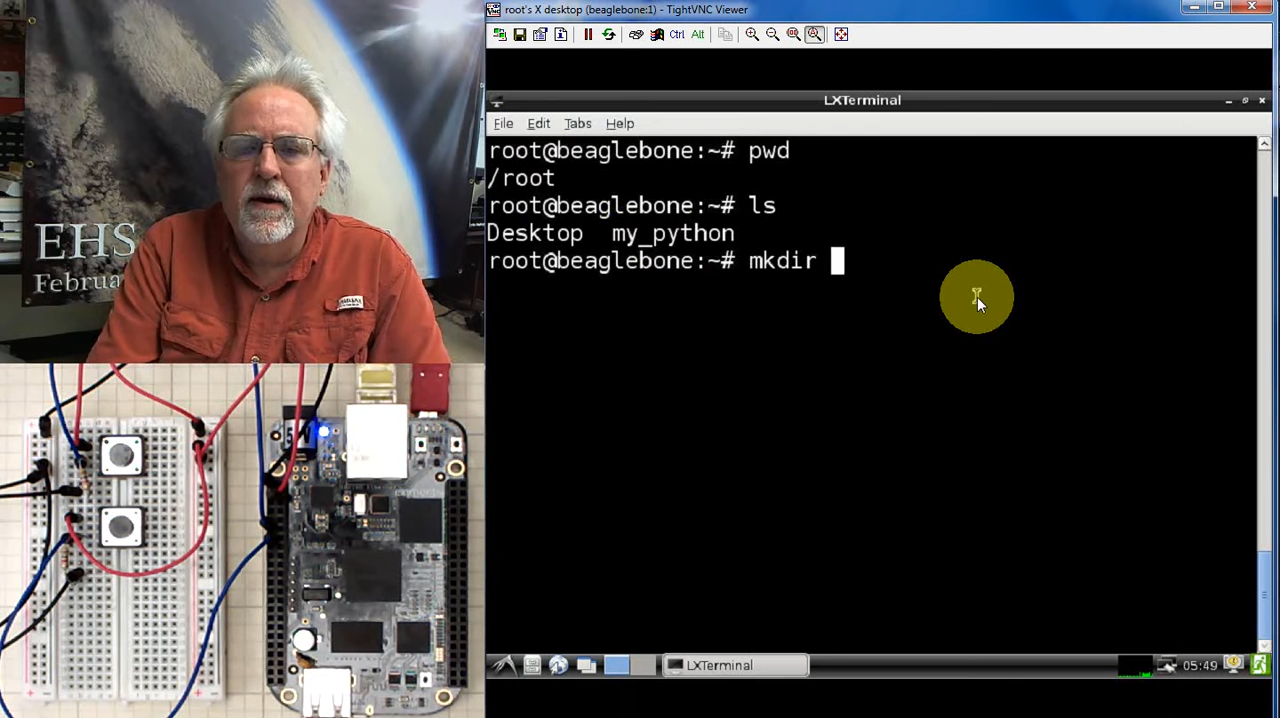 root's X desktop (beaglebone:1) - TightVNC Viewer
Ctrl Alt
LXTerminal
File Edit Tabs Help
root@beaglebone:~# pwd
/root
root@beaglebone:~# ls
Desktop my_python
root@beaglebone:~# mkdir
LXTerminal
05:49
EHS
Februa